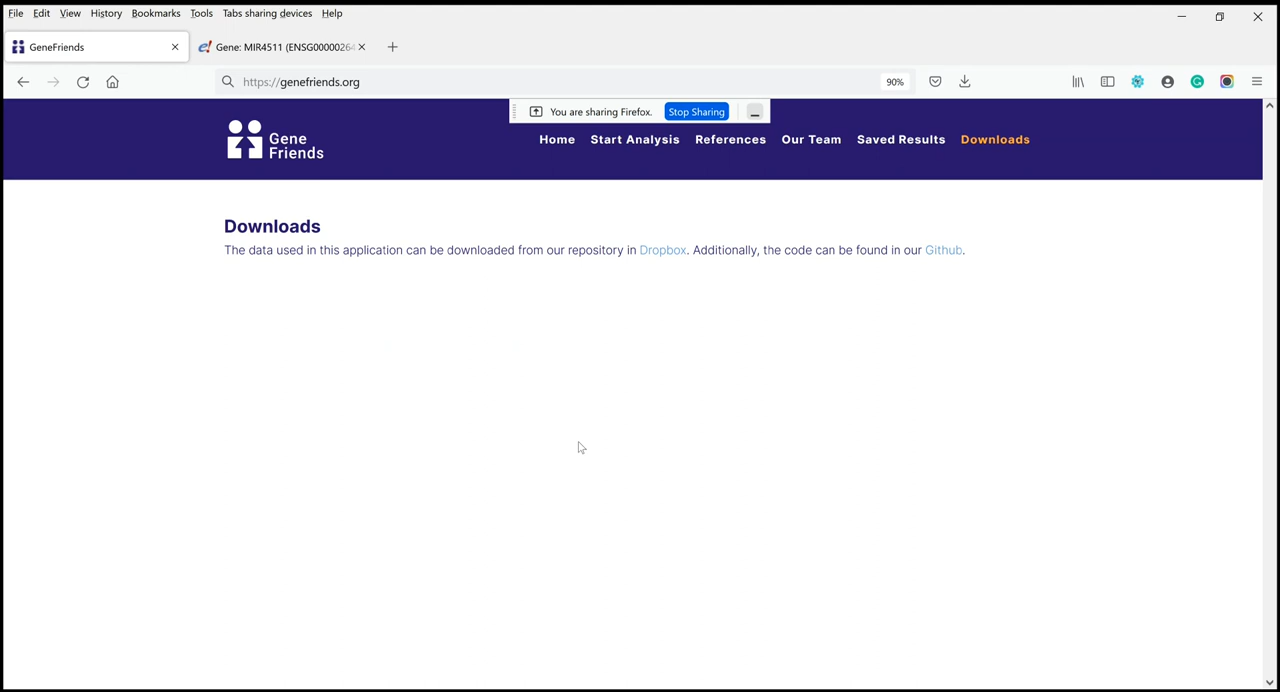 File Edit View History Bookmarks Tools Tabs sharing devices Help
GeneFriends
Gene: MIR4511 (ENSG00000264
https://genefriends.org
90%
You are sharing Firefox. Stop Sharing
Gene
Friends
Home Start Analysis References Our Team Saved Results Downloads
Downloads
The data used in this application can be downloaded from our repository in Dropbox. Additionally, the code can be found in our Github.